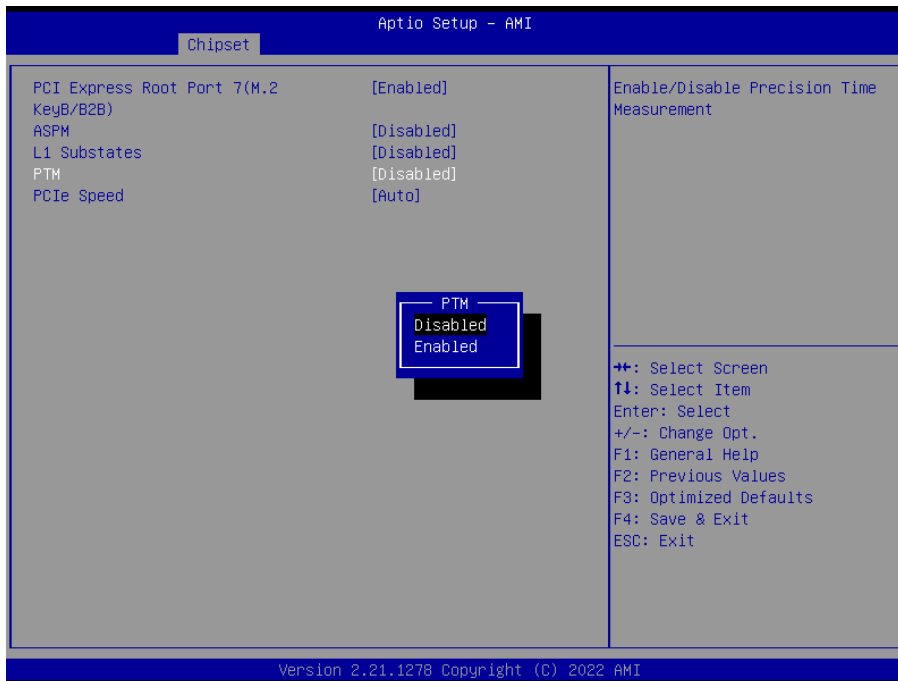 Aptio Setup – AMI
Chipset
PCI Express Root Port 7(M.2 [Enabled]
KeyB/B2B)
ASPM [Disabled]
L1 Substates [Disabled]
PTM [Disabled]
PCIe Speed [Auto]
PTM
Disabled
Enabled
Enable/Disable Precision Time
Measurement
→←: Select Screen
↑↓: Select Item
Enter: Select
+/-: Change Opt.
F1: General Help
F2: Previous Values
F3: Optimized Defaults
F4: Save & Exit
ESC: Exit
Version 2.21.1278 Copyright (C) 2022 AMI